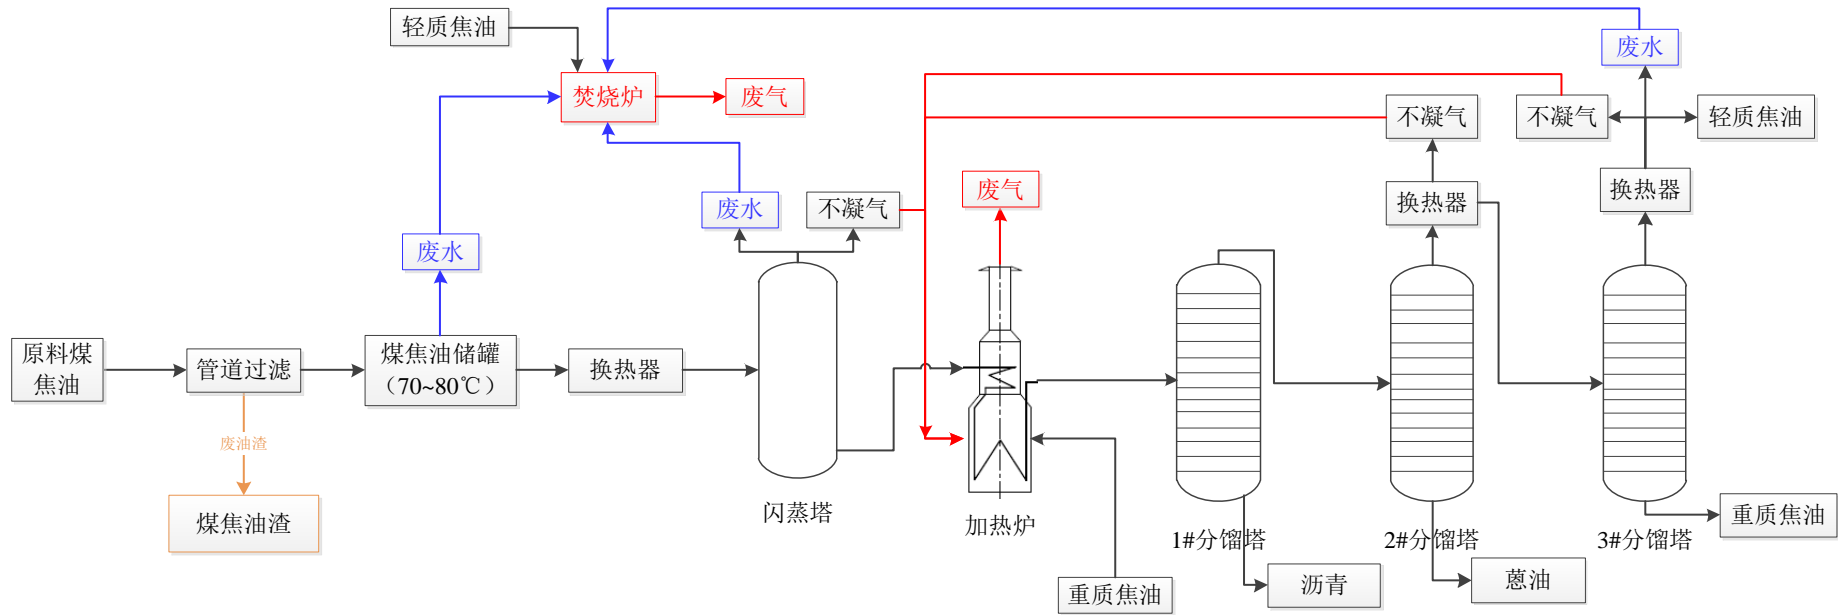 轻质焦油
废水
焚烧炉
废气
不凝气
不凝气
轻质焦油
废气
换热器
换热器
废水
不凝气
废水
原料煤
焦油
管道过滤
煤焦油储罐
（70~80℃）
换热器
废油渣
煤焦油渣
闪蒸塔
加热炉
1#分馏塔
2#分馏塔
3#分馏塔
重质焦油
重质焦油
沥青
蒽油